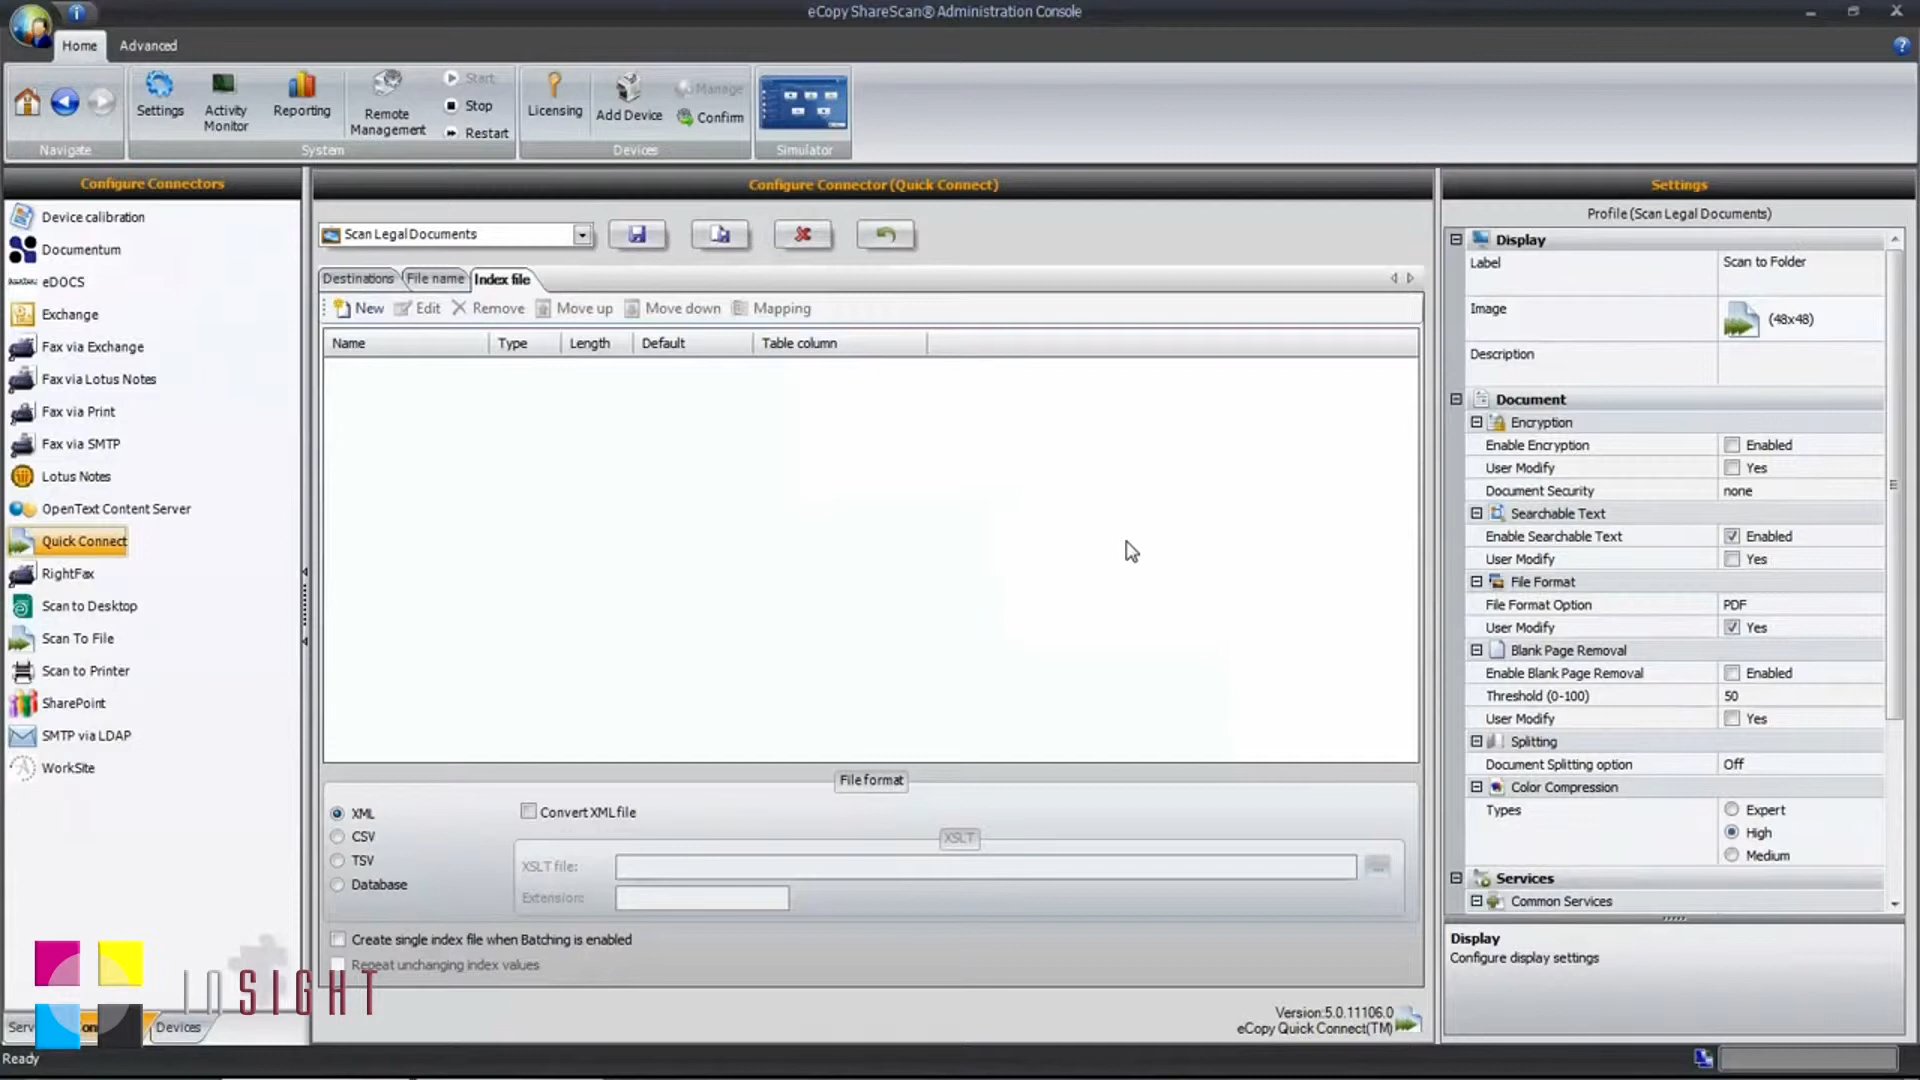 eCopy ShareScan® Administration Console
Home
Advanced
Settings
Activity Monitor
Reporting
Remote Management
Start
Stop
Restart
Licensing
Add Device
Manage
Confirm
Navigate
System
Devices
Simulator
Configure Connectors
Device calibration
Documentum
eDOCS
Exchange
Fax via Exchange
Fax via Lotus Notes
Fax via Print
Fax via SMTP
Lotus Notes
OpenText Content Server
Quick Connect
RightFax
Scan to Desktop
Scan To File
Scan to Printer
SharePoint
SMTP via LDAP
WorkSite
Configure Connector (Quick Connect)
Scan Legal Documents
Destinations
File name
Index file
New
Edit
Remove
Move up
Move down
Mapping
Name
Type
Length
Default
Table column
File format
XML
CSV
TSV
Database
Convert XML file
XSLT
XSLT file:
Extension:
Create single index file when Batching is enabled
Repeat unchanging index values
Version:5.0.11106.0
eCopy Quick Connect(TM)
Settings
Profile (Scan Legal Documents)
Display
Label Scan to Folder
Image (48x48)
Description
Document
Encryption
Enable Encryption Enabled
User Modify Yes
Document Security none
Searchable Text
Enable Searchable Text Enabled
User Modify Yes
File Format
File Format Option PDF
User Modify Yes
Blank Page Removal
Enable Blank Page Removal Enabled
Threshold (0-100) 50
User Modify Yes
Splitting
Document Splitting option Off
Color Compression
Types Expert
High
Medium
Services
Common Services
Display
Configure display settings
InSIGHT
Devices
Ready